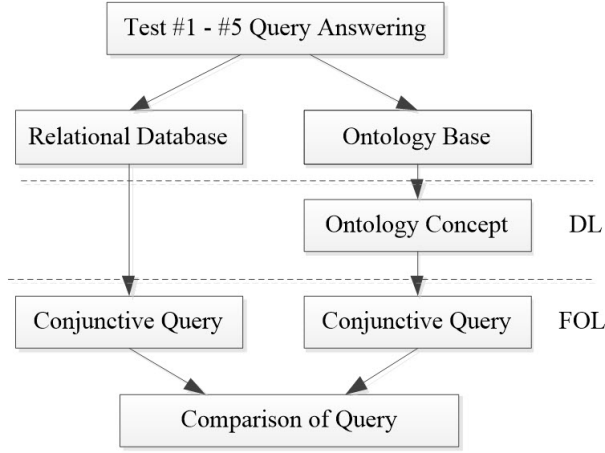 Test #1 - #5 Query Answering
Relational Database
Ontology Base
Ontology Concept
DL
Conjunctive Query
Conjunctive Query
FOL
Comparison of Query